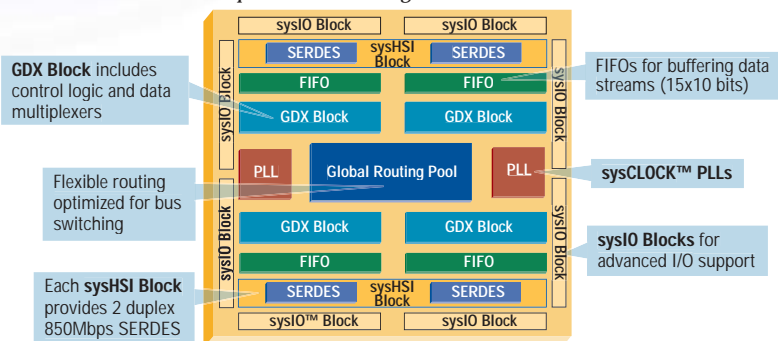 sysIO Block
sysIO Block
SERDES
sysHSI
Block
SERDES
GDX Block includes
control logic and data
multiplexers
sysIO Block
FIFO
FIFO
sysIO Block
FIFOs for buffering data
streams (15x10 bits)
GDX Block
GDX Block
Flexible routing
optimized for bus
switching
PLL
Global Routing Pool
PLL
sysCLOCK™ PLLs
sysIO Block
GDX Block
GDX Block
sysIO Block
sysIO Blocks for
advanced I/O support
FIFO
FIFO
Each sysHSI Block
provides 2 duplex
850Mbps SERDES
SERDES
sysHSI
Block
SERDES
sysIO™ Block
sysIO Block